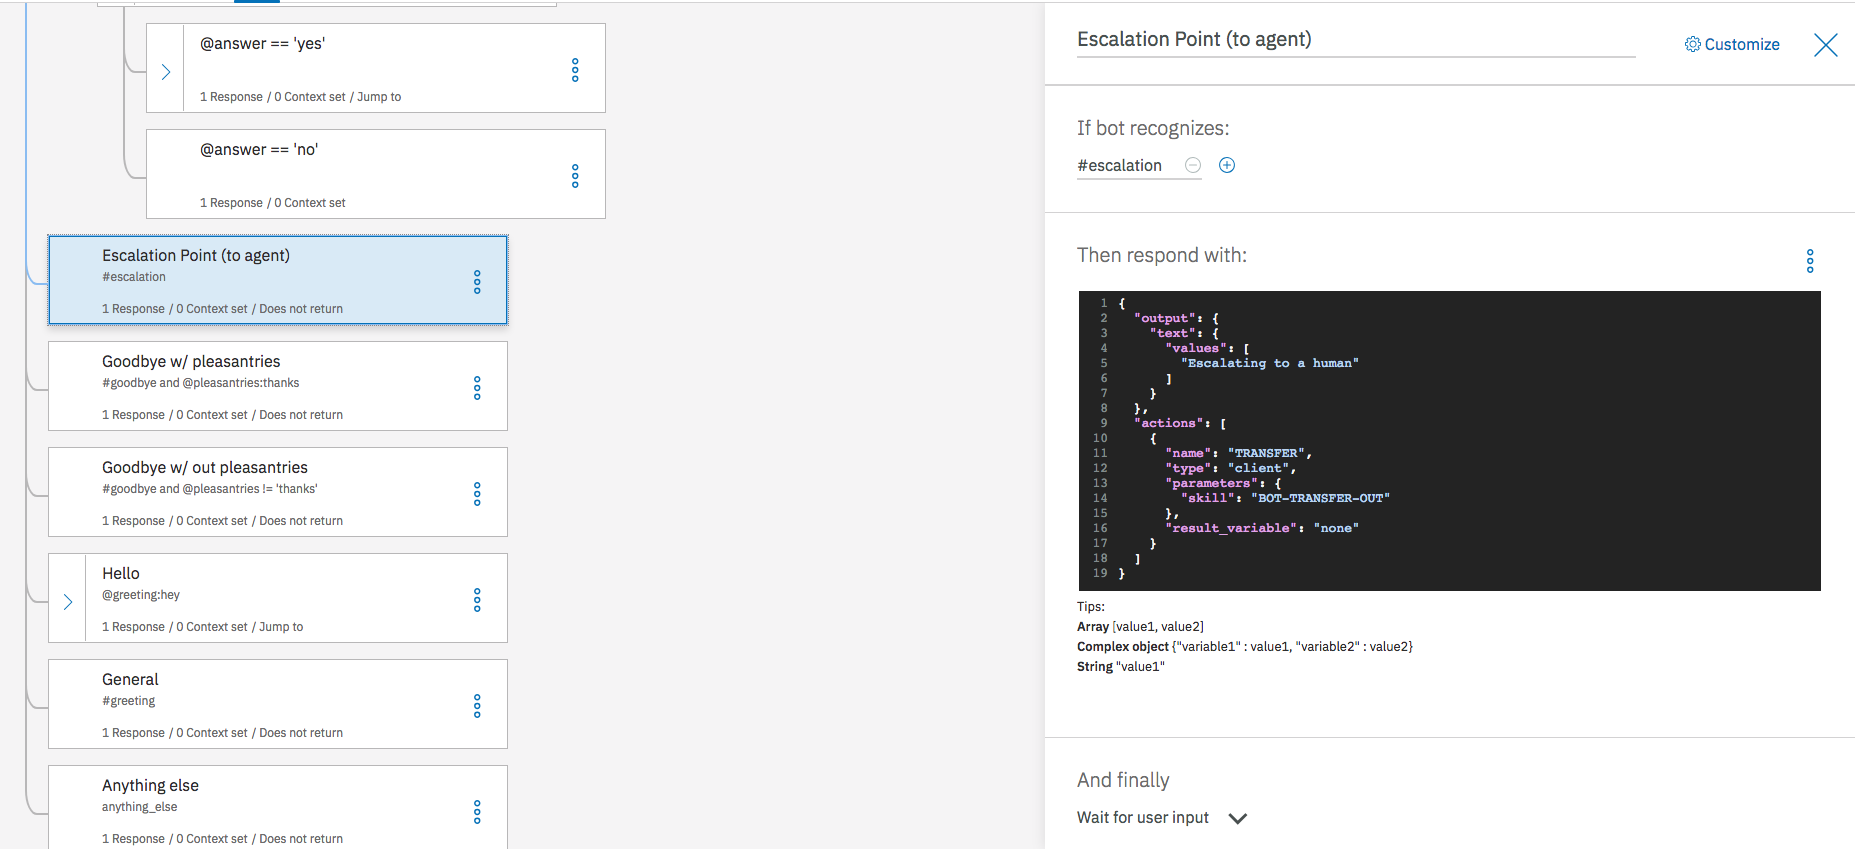 @answer == 'yes'
1 Response / 0 Context set / Jump to
@answer == 'no'
1 Response / 0 Context set
Escalation Point (to agent)
#escalation
1 Response / 0 Context set / Does not return
Goodbye w/ pleasantries
#goodbye and @pleasantries:thanks
1 Response / 0 Context set / Does not return
Goodbye w/ out pleasantries
#goodbye and @pleasantries != 'thanks'
1 Response / 0 Context set / Does not return
Hello
@greeting:hey
1 Response / 0 Context set / Jump to
General
#greeting
1 Response / 0 Context set / Does not return
Anything else
anything_else
1 Response / 0 Context set / Does not return
Escalation Point (to agent)
Customize
If bot recognizes:
#escalation
Then respond with:
1 {
2 "output": {
3 "text": {
4 "values": [
5 "Escalating to a human"
6 ]
7 }
8 },
9 "actions": [
10 {
11 "name": "TRANSFER",
12 "type": "client",
13 "parameters": {
14 "skill": "BOT-TRANSFER-OUT"
15 },
16 "result_variable": "none"
17 }
18 ]
19 }
Tips:
Array [value1, value2]
Complex object {"variable1" : value1, "variable2" : value2}
String "value1"
And finally
Wait for user input